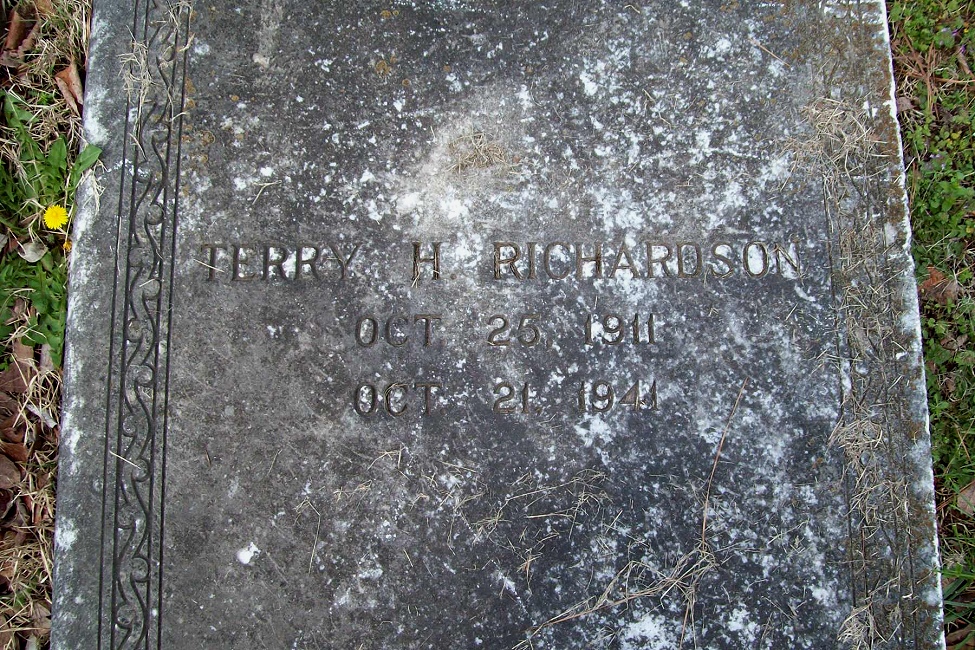 TERRY H. RICHARDSON
OCT 25, 1911
OCT 21, 1941